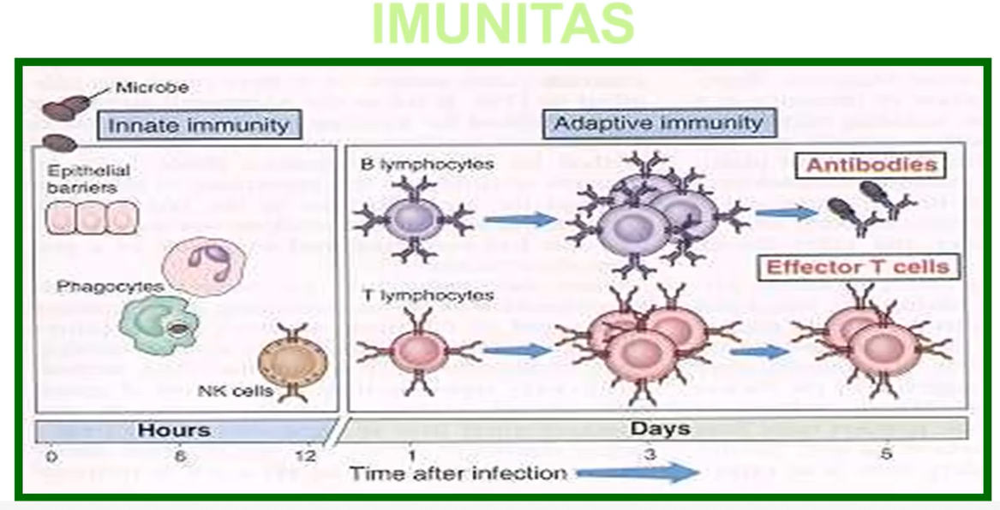 IMUNITAS
Microbe
Innate immunity
Adaptive immunity
Epithelial
barriers
Phagocytes
NK cells
B lymphocytes
Antibodies
T lymphocytes
Effector T cells
Hours
Days
0
6
12
1
3
5
Time after infection